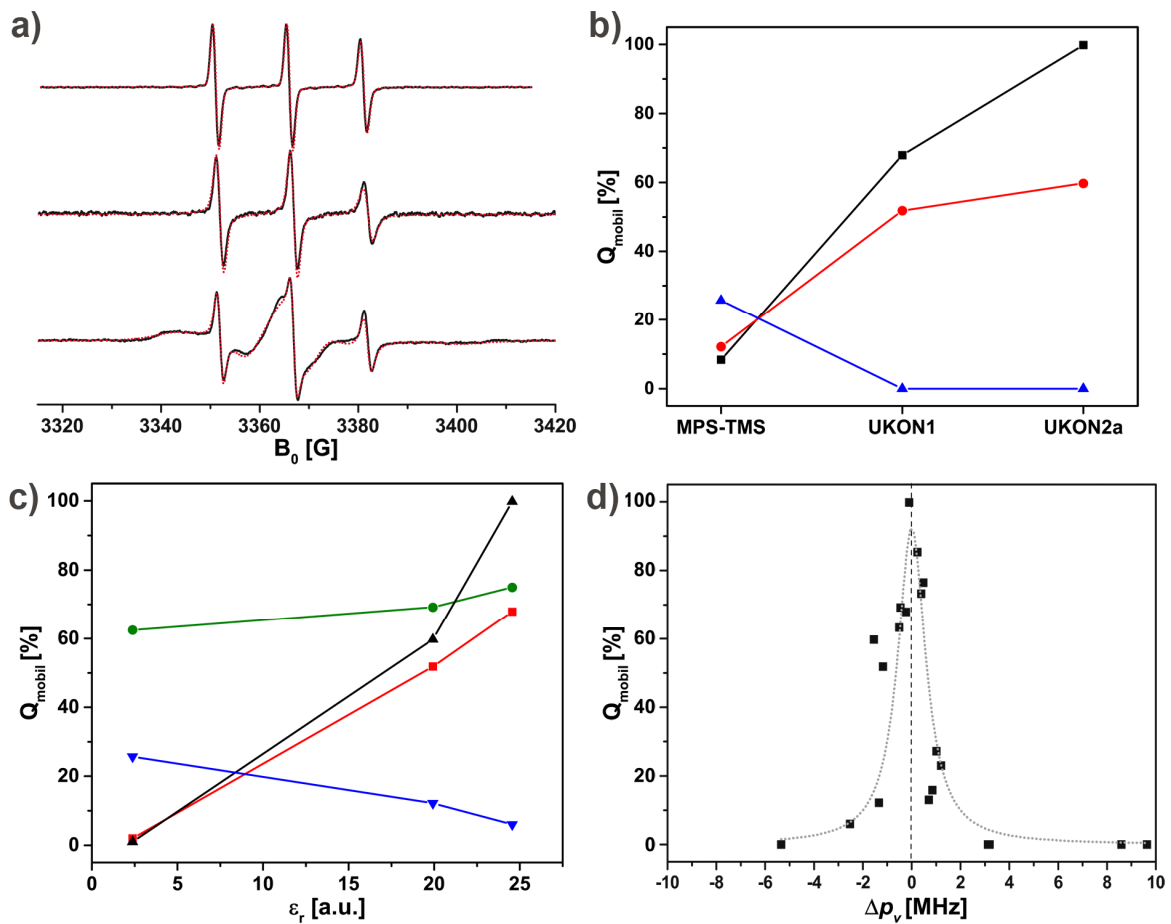 a)
3320 3340 3360 3380 3400 3420
B0 [G]
b)
100
80
60
40
20
0
Qmobil [%]
MPS-TMS UKON1 UKON2a
c)
100
80
60
40
20
0
Qmobil [%]
0 5 10 15 20 25
εr [a.u.]
d)
100
80
60
40
20
0
Qmobil [%]
-10 -8 -6 -4 -2 0 2 4 6 8 10
Δpv [MHz]